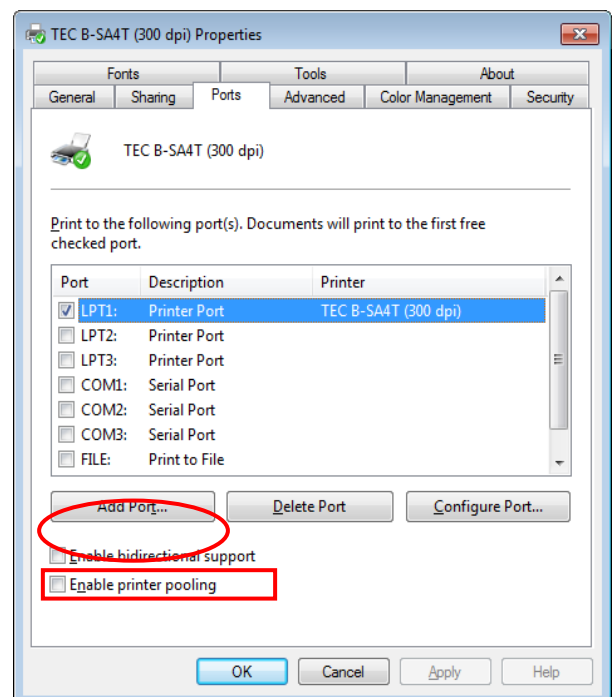 TEC B-SA4T (300 dpi) Properties
Fonts Tools About
General Sharing Ports Advanced Color Management Security
TEC B-SA4T (300 dpi)
Print to the following port(s). Documents will print to the first free
checked port.
Port Description Printer
LPT1: Printer Port TEC B-SA4T (300 dpi)
LPT2: Printer Port
LPT3: Printer Port
COM1: Serial Port
COM2: Serial Port
COM3: Serial Port
FILE: Print to File
Add Port... Delete Port Configure Port...
Enable bidirectional support
Enable printer pooling
OK Cancel Apply Help